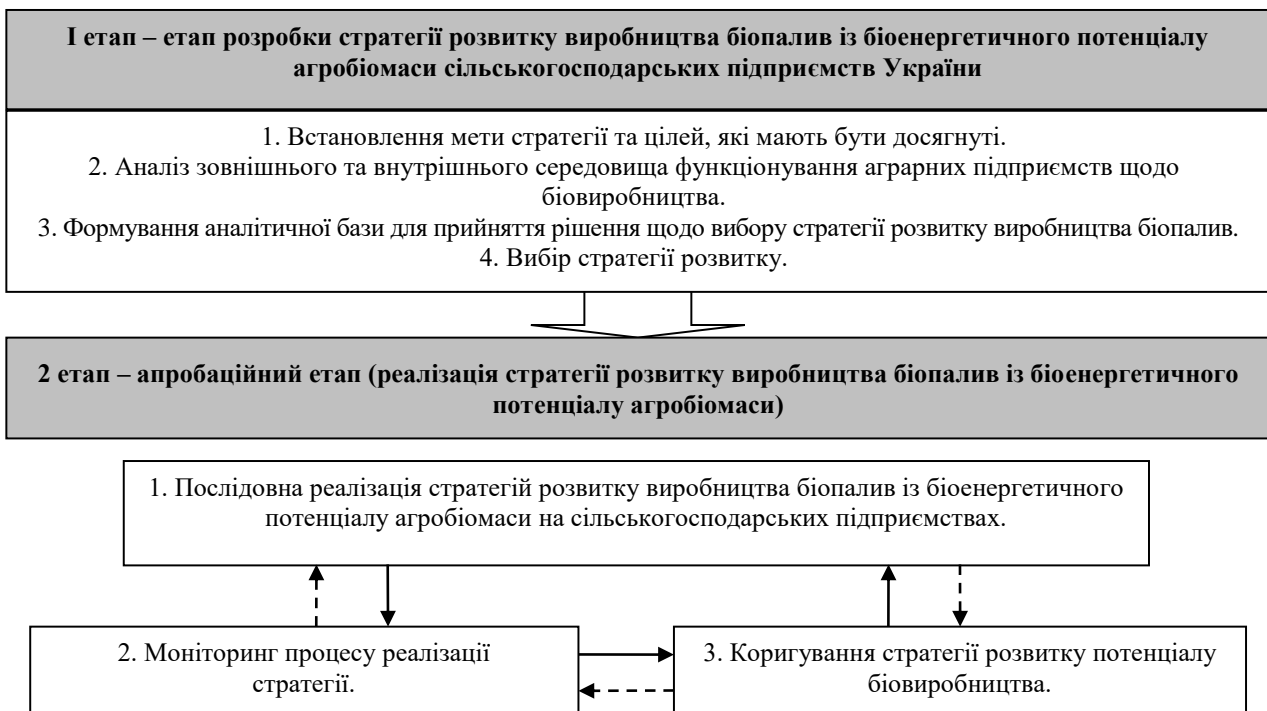 І етап – етап розробки стратегії розвитку виробництва біопалив із біоенергетичного потенціалу
агробіомаси сільськогосподарських підприємств України
1. Встановлення мети стратегії та цілей, які мають бути досягнуті.
2. Аналіз зовнішнього та внутрішнього середовища функціонування аграрних підприємств щодо
біовиробництва.
3. Формування аналітичної бази для прийняття рішення щодо вибору стратегії розвитку виробництва біопалив.
4. Вибір стратегії розвитку.
2 етап – апробаційний етап (реалізація стратегії розвитку виробництва біопалив із біоенергетичного
потенціалу агробіомаси)
1. Послідовна реалізація стратегій розвитку виробництва біопалив із біоенергетичного
потенціалу агробіомаси на сільськогосподарських підприємствах.
2. Моніторинг процесу реалізації
стратегії.
3. Коригування стратегії розвитку потенціалу
біовиробництва.